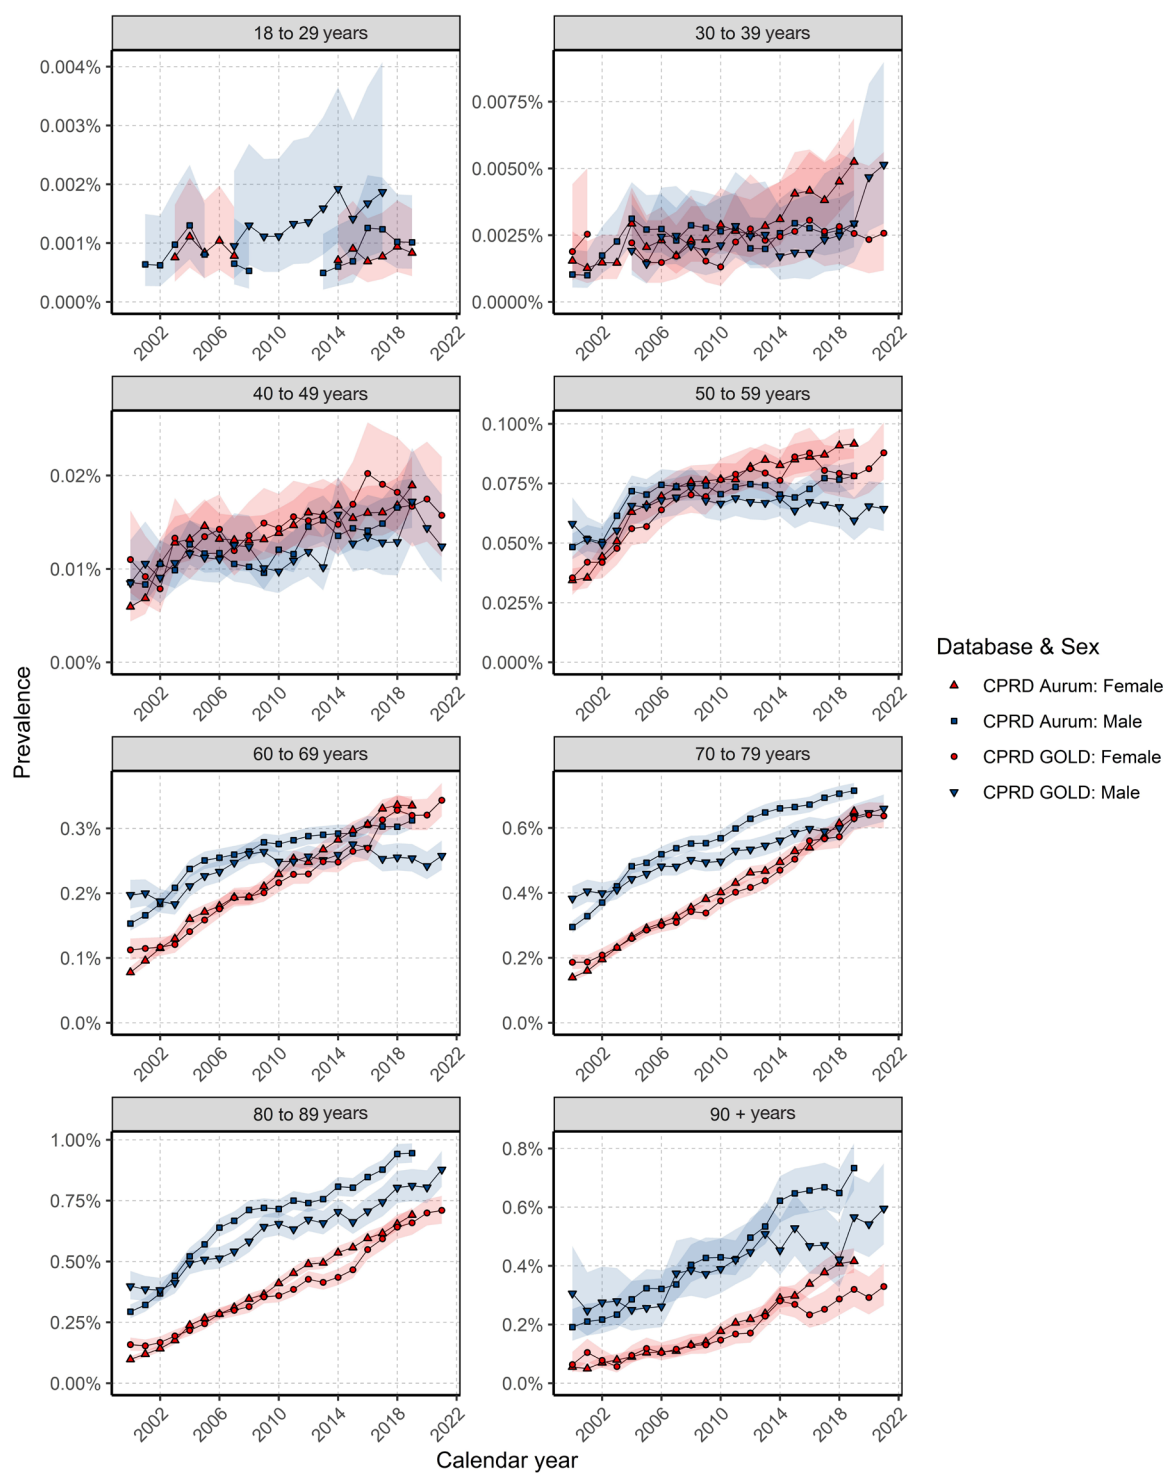 18 to 29 years
30 to 39 years
0.004%
0.003%
0.002%
0.001%
0.000%
0.0075%
0.0050%
0.0025%
0.0000%
2002 2006 2010 2014 2018 2022
2002 2006 2010 2014 2018 2022
40 to 49 years
50 to 59 years
0.02%
0.01%
0.00%
0.100%
0.075%
0.050%
0.025%
0.000%
2002 2006 2010 2014 2018 2022
2002 2006 2010 2014 2018 2022
Prevalence
60 to 69 years
70 to 79 years
0.3%
0.2%
0.1%
0.0%
0.6%
0.4%
0.2%
0.0%
2002 2006 2010 2014 2018 2022
2002 2006 2010 2014 2018 2022
80 to 89 years
90 + years
1.00%
0.75%
0.50%
0.25%
0.00%
0.8%
0.6%
0.4%
0.2%
0.0%
2002 2006 2010 2014 2018 2022
2002 2006 2010 2014 2018 2022
Calendar year
Database & Sex
CPRD Aurum: Female
CPRD Aurum: Male
CPRD GOLD: Female
CPRD GOLD: Male